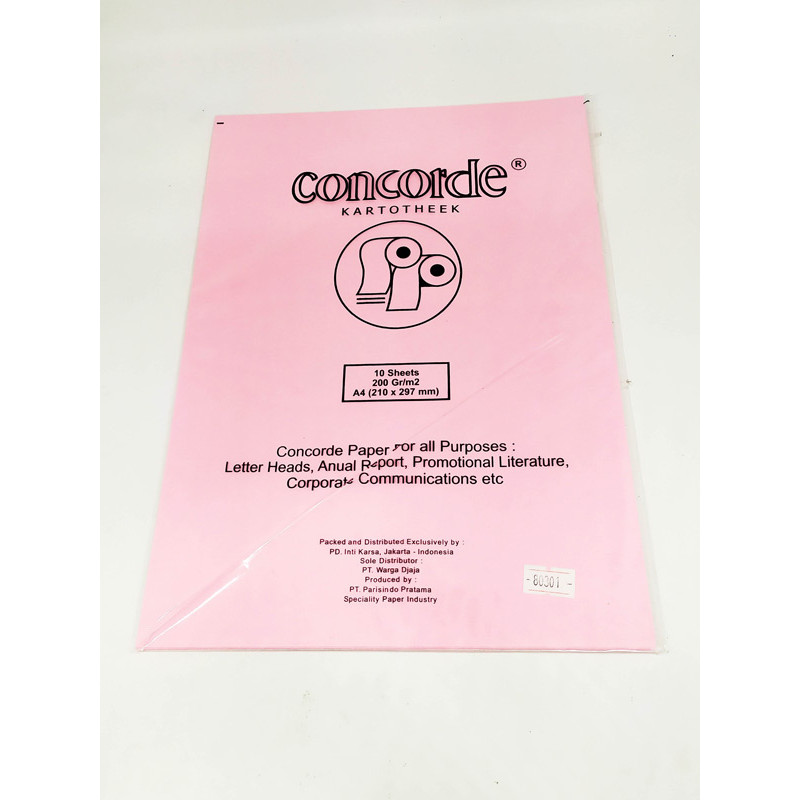 concorde®
KARTOTHEEK
10 Sheets
200 Gr/m2
A4 (210 x 297 mm)
Concorde Paper For all Purposes :
Letter Heads, Anual Report, Promotional Literature,
Corporate Communications etc
Packed and Distributed Exclusively by :
PD. Inti Karsa, Jakarta - Indonesia
Sole Distributor :
PT. Warga Djaja
Produced by :
PT. Parisindo Pratama
Speciality Paper Industry
- 80301 -